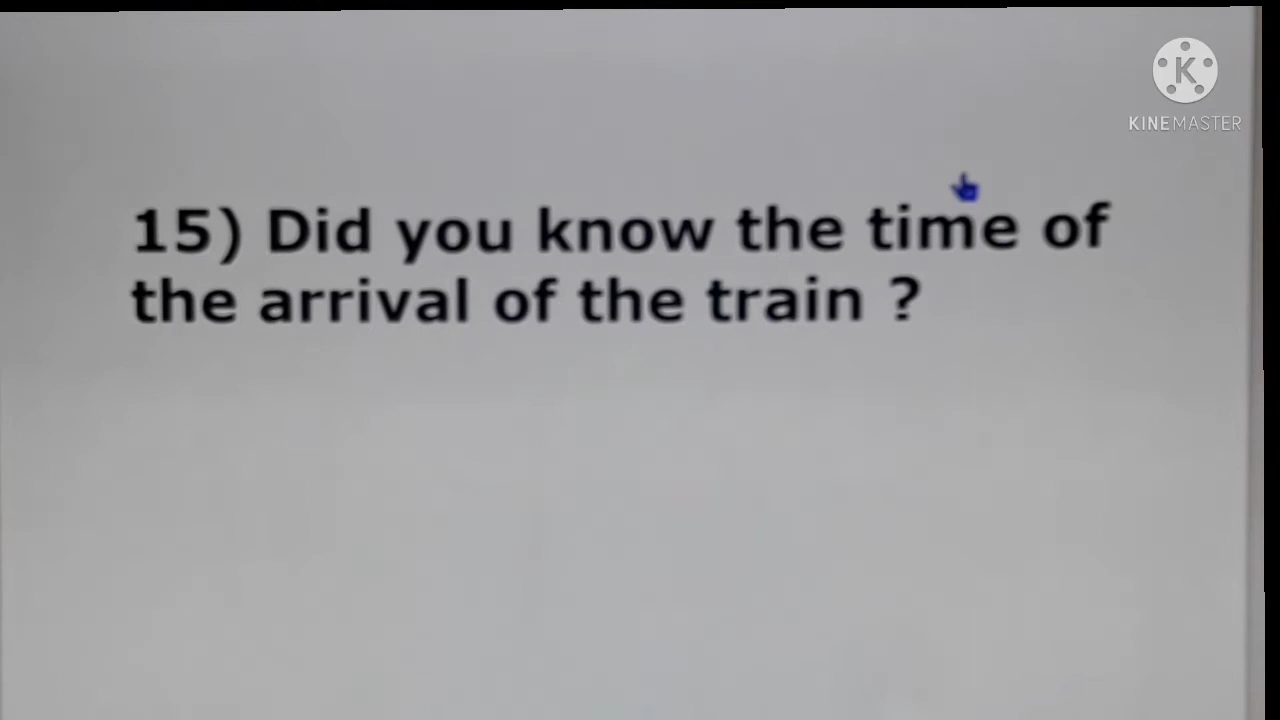 KINEMASTER
15) Did you know the time of
the arrival of the train ?